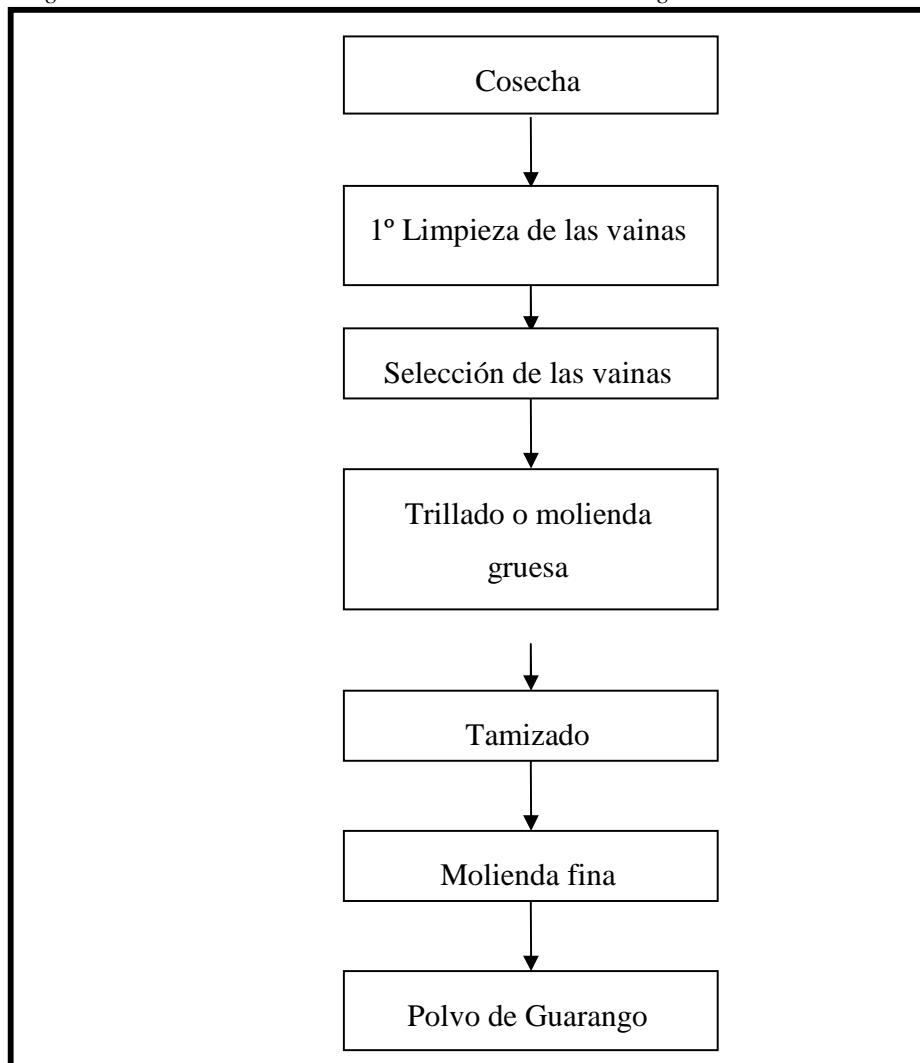 Cosecha
1º Limpieza de las vainas
Selección de las vainas
Trillado o molienda
gruesa
Tamizado
Molienda fina
Polvo de Guarango